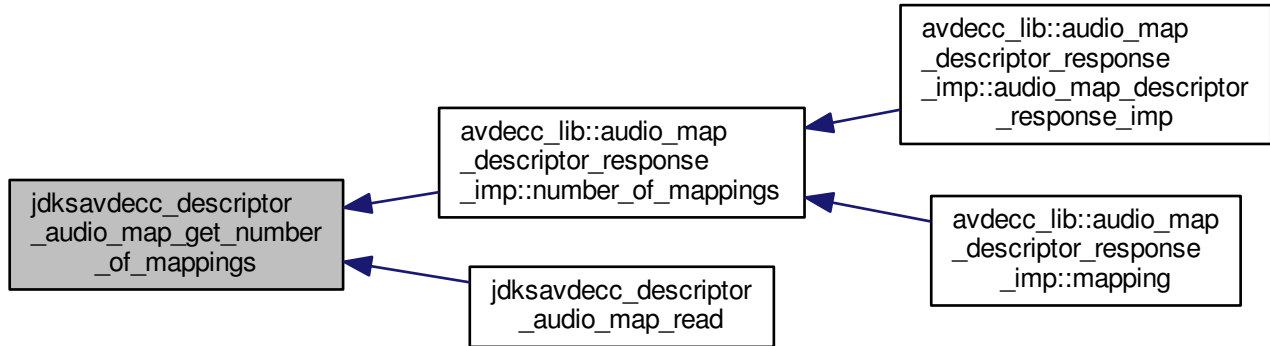 jdksavdecc_descriptor
_audio_map_get_number
_of_mappings
avdecc_lib::audio_map
_descriptor_response
_imp::number_of_mappings
jdksavdecc_descriptor
_audio_map_read
avdecc_lib::audio_map
_descriptor_response
_imp::audio_map_descriptor
_response_imp
avdecc_lib::audio_map
_descriptor_response
_imp::mapping